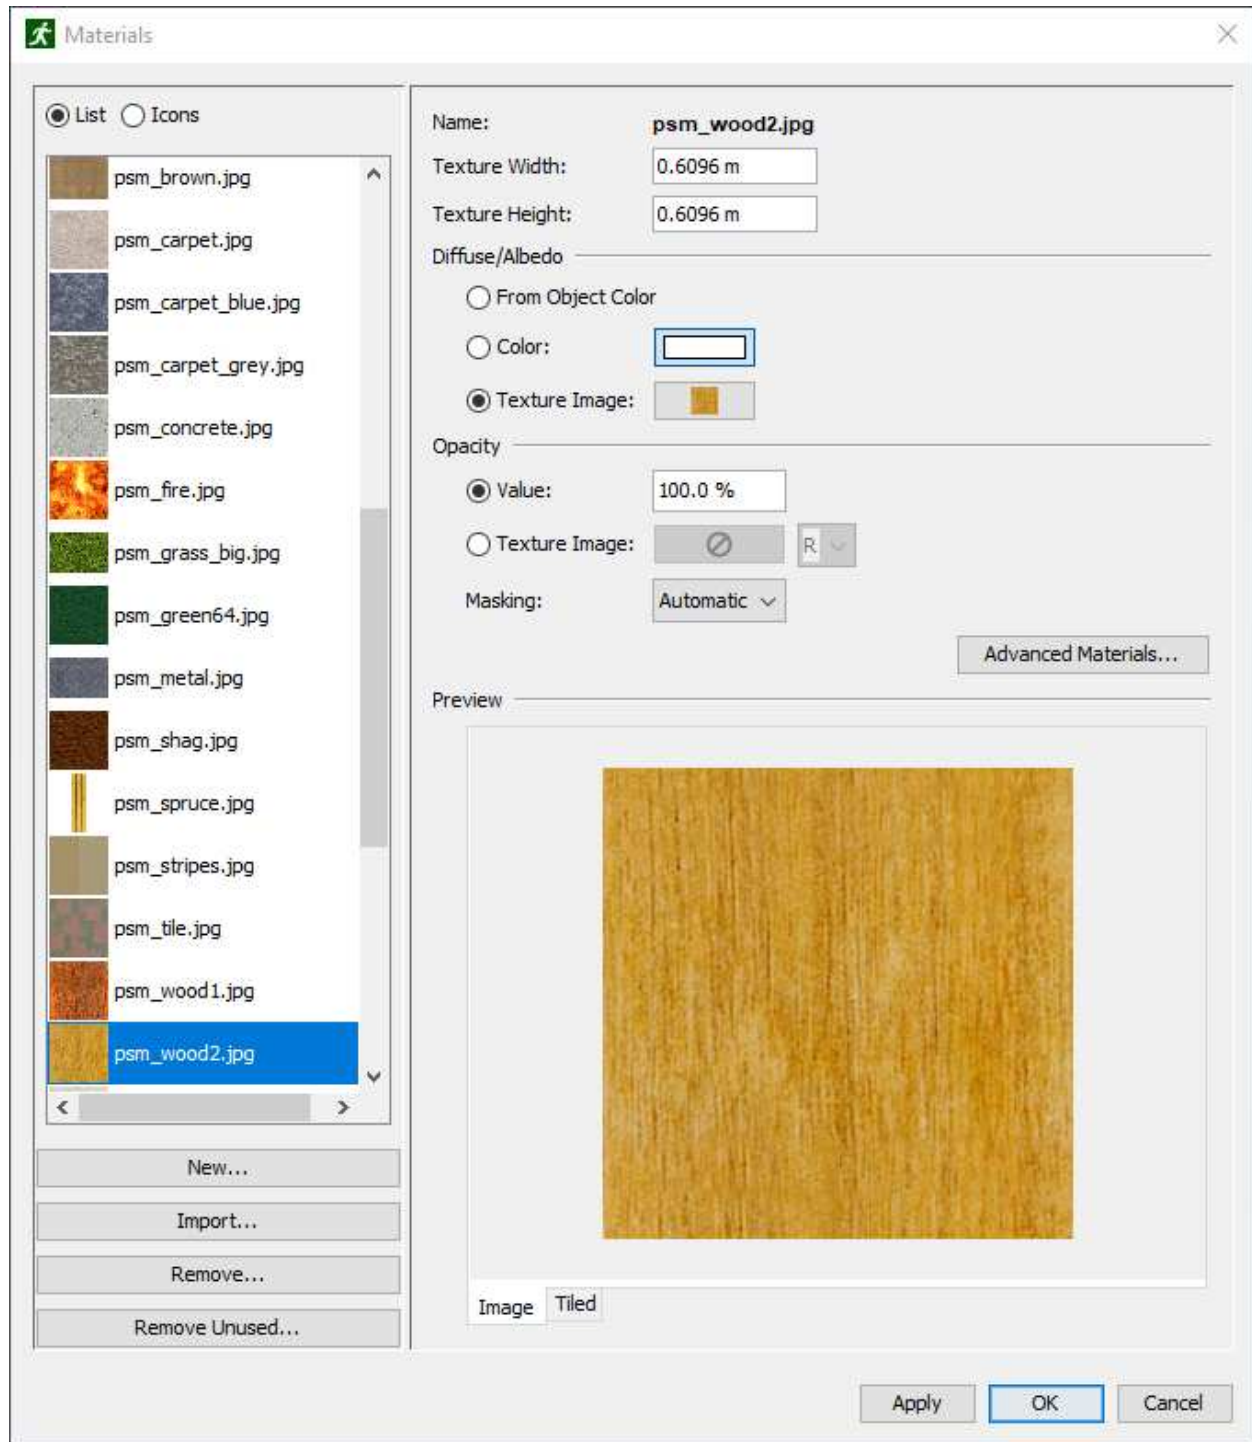 Materials
List Icons
psm_brown.jpg
psm_carpet.jpg
psm_carpet_blue.jpg
psm_carpet_grey.jpg
psm_concrete.jpg
psm_fire.jpg
psm_grass_big.jpg
psm_green64.jpg
psm_metal.jpg
psm_shag.jpg
psm_spruce.jpg
psm_stripes.jpg
psm_tile.jpg
psm_wood1.jpg
psm_wood2.jpg
New...
Import...
Remove...
Remove Unused...
Name: psm_wood2.jpg
Texture Width: 0.6096 m
Texture Height: 0.6096 m
Diffuse/Albedo
From Object Color
Color:
Texture Image:
Opacity
Value: 100.0 %
Texture Image: R
Masking: Automatic
Advanced Materials...
Preview
Image Tiled
Apply OK Cancel